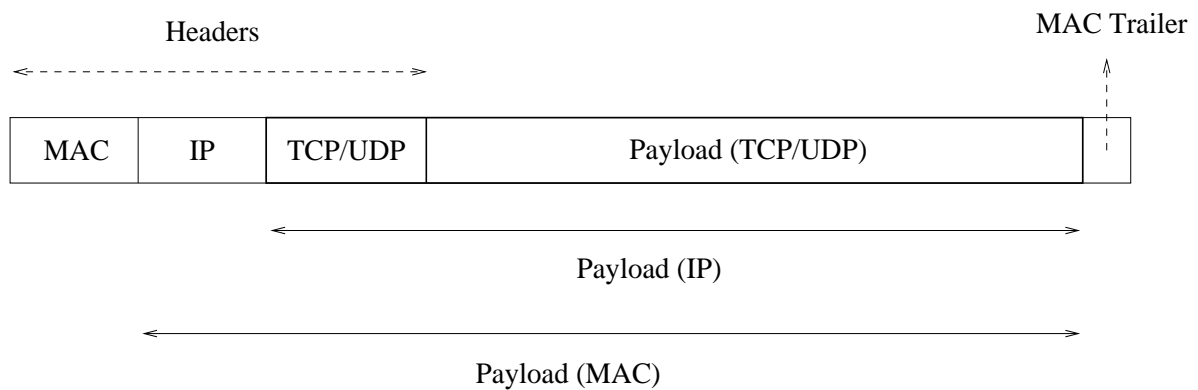 Headers
MAC Trailer
MAC
IP
TCP/UDP
Payload (TCP/UDP)
Payload (IP)
Payload (MAC)